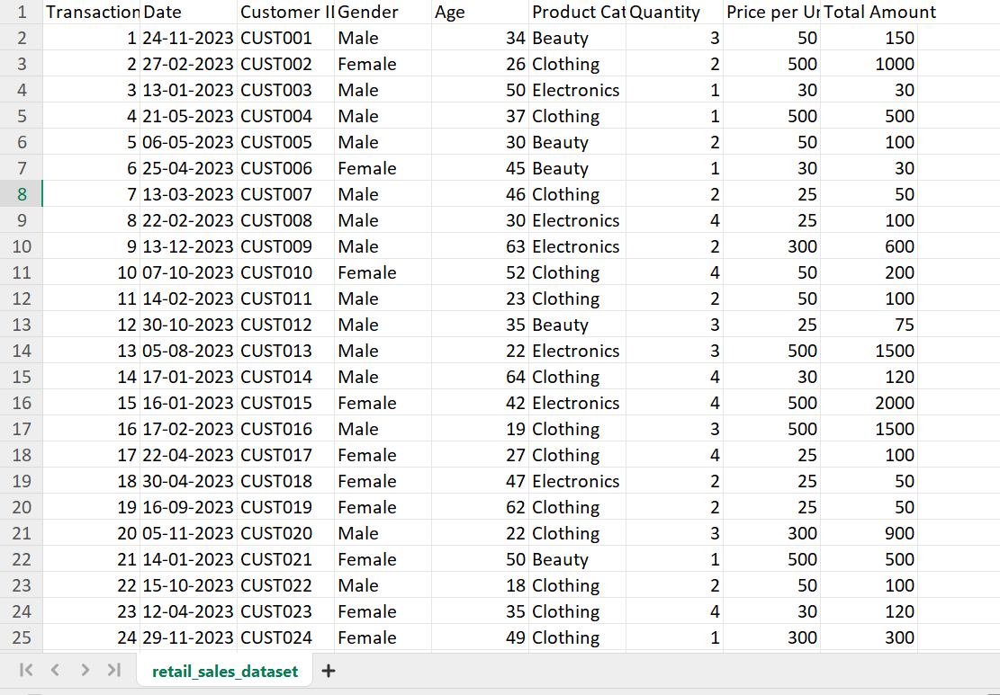 1 Transaction Date Customer I Gender Age Product Cat Quantity Price per Ur Total Amount
2 1 24-11-2023 CUST001 Male 34 Beauty 3 50 150
3 2 27-02-2023 CUST002 Female 26 Clothing 2 500 1000
4 3 13-01-2023 CUST003 Male 50 Electronics 1 30 30
5 4 21-05-2023 CUST004 Male 37 Clothing 1 500 500
6 5 06-05-2023 CUST005 Male 30 Beauty 2 50 100
7 6 25-04-2023 CUST006 Female 45 Beauty 1 30 30
8 7 13-03-2023 CUST007 Male 46 Clothing 2 25 50
9 8 22-02-2023 CUST008 Male 30 Electronics 4 25 100
10 9 13-12-2023 CUST009 Male 63 Electronics 2 300 600
11 10 07-10-2023 CUST010 Female 52 Clothing 4 50 200
12 11 14-02-2023 CUST011 Male 23 Clothing 2 50 100
13 12 30-10-2023 CUST012 Male 35 Beauty 3 25 75
14 13 05-08-2023 CUST013 Male 22 Electronics 3 500 1500
15 14 17-01-2023 CUST014 Male 64 Clothing 4 30 120
16 15 16-01-2023 CUST015 Female 42 Electronics 4 500 2000
17 16 17-02-2023 CUST016 Male 19 Clothing 3 500 1500
18 17 22-04-2023 CUST017 Female 27 Clothing 4 25 100
19 18 30-04-2023 CUST018 Female 47 Electronics 2 25 50
20 19 16-09-2023 CUST019 Female 62 Clothing 2 25 50
21 20 05-11-2023 CUST020 Male 22 Clothing 3 300 900
22 21 14-01-2023 CUST021 Female 50 Beauty 1 500 500
23 22 15-10-2023 CUST022 Male 18 Clothing 2 50 100
24 23 12-04-2023 CUST023 Female 35 Clothing 4 30 120
25 24 29-11-2023 CUST024 Female 49 Clothing 1 300 300
retail_sales_dataset +